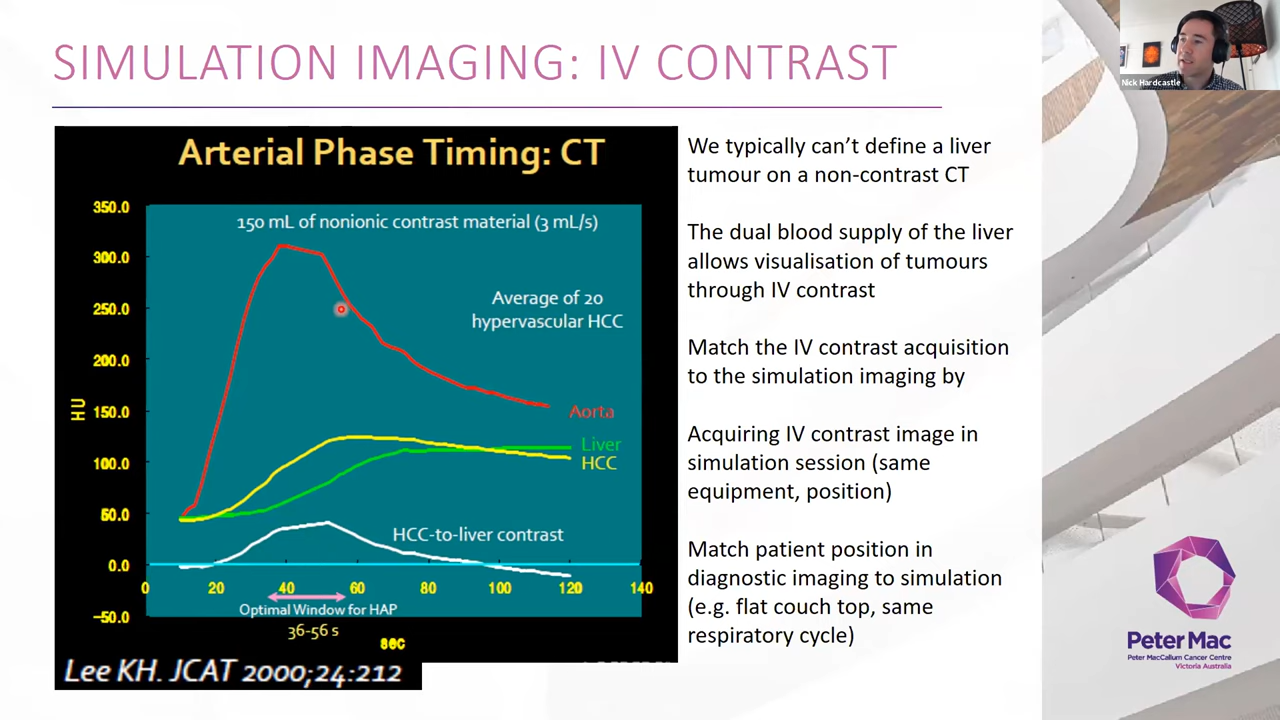 SIMULATION IMAGING: IV CONTRAST
Nick Hardcastle
Arterial Phase Timing: CT
150 mL of nonionic contrast material (3 mL/s)
Average of 20
hypervascular HCC
350.0
300.0
250.0
200.0
150.0
100.0
50.0
0.0
-50.0
HU
Aorta
Liver
HCC
HCC-to-liver contrast
0 20 40 60 80 100 120 140
Optimal Window for HAP
36-56 s
sec
Lee KH. JCAT 2000;24:212
We typically can’t define a liver
tumour on a non-contrast CT
The dual blood supply of the liver
allows visualisation of tumours
through IV contrast
Match the IV contrast acquisition
to the simulation imaging by
Acquiring IV contrast image in
simulation session (same
equipment, position)
Match patient position in
diagnostic imaging to simulation
(e.g. flat couch top, same
respiratory cycle)
Peter Mac
Peter MacCallum Cancer Centre
Victoria Australia